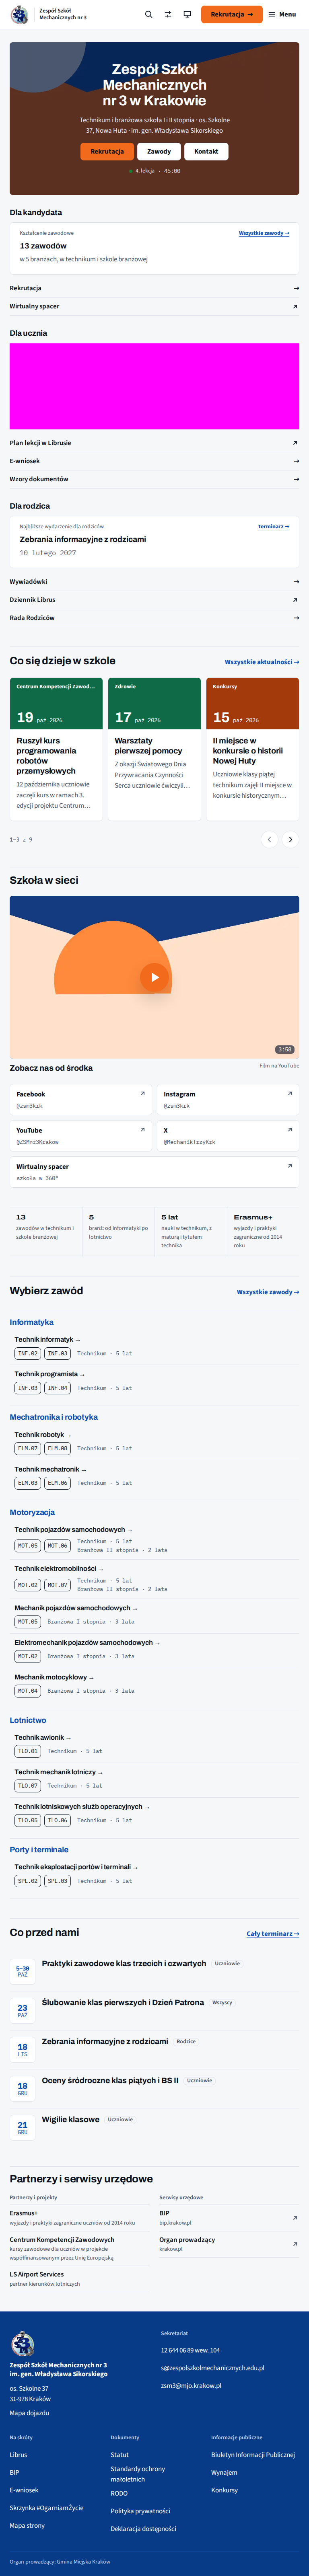 Zespół Szkół
Mechanicznych nr 3
Rekrutacja →
Menu
Zespół Szkół
Mechanicznych
nr 3 w Krakowie
Technikum i branżowa szkoła I i II stopnia · os. Szkolne
37, Nowa Huta · im. gen. Władysława Sikorskiego
Rekrutacja
Zawody
Kontakt
4. lekcja · 45:00
Dla kandydata
Kształcenie zawodowe
Wszystkie zawody →
13 zawodów
w 5 branżach, w technikum i szkole branżowej
Rekrutacja →
Wirtualny spacer ↗
Dla ucznia
Plan lekcji w Librusie ↗
E-wniosek →
Wzory dokumentów →
Dla rodzica
Najbliższe wydarzenie dla rodziców
Terminarz →
Zebrania informacyjne z rodzicami
10 lutego 2027
Wywiadówki →
Dziennik Librus ↗
Rada Rodziców →
Co się dzieje w szkole
Wszystkie aktualności →
Centrum Kompetencji Zawod…
19 paź 2026
Ruszył kurs
programowania
robotów
przemysłowych
12 październiku uczniowie
zaczęli kurs w ramach 3.
edycji projektu Centrum…
Zdrowie
17 paź 2026
Warsztaty
pierwszej pomocy
Z okazji Światowego Dnia
Przywracania Czynności
Serca uczniowie ćwiczyli…
Konkursy
15 paź 2026
II miejsce w
konkursie o historii
Nowej Huty
Uczniowie klasy piątej
technikum zajęli II miejsce w
konkursie historycznym…
1–3 z 9
Szkoła w sieci
3:58
Zobacz nas od środka
Film na YouTube
Facebook ↗
@zsm3krk
Instagram ↗
@zsm3krk
YouTube ↗
@ZSMnr3Krakow
X ↗
@MechanikTrzyKrk
Wirtualny spacer ↗
szkoła w 360°
13
zawodów w technikum i
szkole branżowej
5
branż: od informatyki po
lotnictwo
5 lat
nauki w technikum, z
maturą i tytułem
technika
Erasmus+
wyjazdy i praktyki
zagraniczne od 2014
roku
Wybierz zawód
Wszystkie zawody →
Informatyka
Technik informatyk →
INF.02 INF.03 Technikum · 5 lat
Technik programista →
INF.03 INF.04 Technikum · 5 lat
Mechatronika i robotyka
Technik robotyk →
ELM.07 ELM.08 Technikum · 5 lat
Technik mechatronik →
ELM.03 ELM.06 Technikum · 5 lat
Motoryzacja
Technik pojazdów samochodowych →
MOT.05 MOT.06 Technikum · 5 lat
Branżowa II stopnia · 2 lata
Technik elektromobilności →
MOT.02 MOT.07 Technikum · 5 lat
Branżowa II stopnia · 2 lata
Mechanik pojazdów samochodowych →
MOT.05 Branżowa I stopnia · 3 lata
Elektromechanik pojazdów samochodowych →
MOT.02 Branżowa I stopnia · 3 lata
Mechanik motocyklowy →
MOT.04 Branżowa I stopnia · 3 lata
Lotnictwo
Technik awionik →
TLO.01 Technikum · 5 lat
Technik mechanik lotniczy →
TLO.07 Technikum · 5 lat
Technik lotniskowych służb operacyjnych →
TLO.05 TLO.06 Technikum · 5 lat
Porty i terminale
Technik eksploatacji portów i terminali →
SPL.02 SPL.03 Technikum · 5 lat
Co przed nami
Cały terminarz →
5–30
PAŹ
Praktyki zawodowe klas trzecich i czwartych Uczniowie
23
PAŹ
Ślubowanie klas pierwszych i Dzień Patrona Wszyscy
18
LIS
Zebrania informacyjne z rodzicami Rodzice
18
GRU
Oceny śródroczne klas piątych i BS II Uczniowie
21
GRU
Wigilie klasowe Uczniowie
Partnerzy i serwisy urzędowe
Partnerzy i projekty
Erasmus+
wyjazdy i praktyki zagraniczne uczniów od 2014 roku
Centrum Kompetencji Zawodowych
kursy zawodowe dla uczniów w projekcie
współfinansowanym przez Unię Europejską
LS Airport Services
partner kierunków lotniczych
Serwisy urzędowe
BIP ↗
bip.krakow.pl
Organ prowadzący ↗
krakow.pl
Zespół Szkół Mechanicznych nr 3
im. gen. Władysława Sikorskiego
os. Szkolne 37
31-978 Kraków
Mapa dojazdu
Sekretariat
12 644 06 89 wew. 104
s@zespolszkolmechanicznych.edu.pl
zsm3@mjo.krakow.pl
Na skróty
Librus
BIP
E-wniosek
Skrzynka #OgarniamŻycie
Mapa strony
Dokumenty
Statut
Standardy ochrony
małoletnich
RODO
Polityka prywatności
Deklaracja dostępności
Informacje publiczne
Biuletyn Informacji Publicznej
Wynajem
Konkursy
Organ prowadzący: Gmina Miejska Kraków